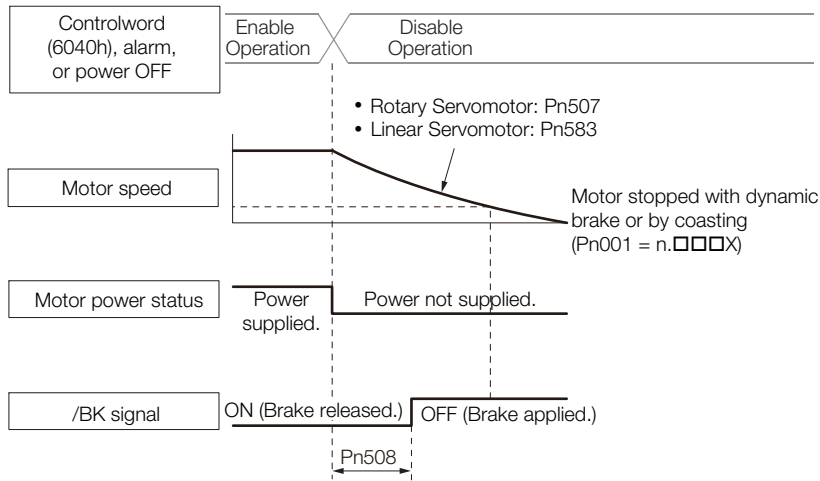 Controlword
(6040h), alarm,
or power OFF
Enable
Operation
Disable
Operation
• Rotary Servomotor: Pn507
• Linear Servomotor: Pn583
Motor speed
Motor stopped with dynamic
brake or by coasting
(Pn001 = n.□□□X)
Motor power status
Power
supplied.
Power not supplied.
/BK signal
ON (Brake released.)
OFF (Brake applied.)
Pn508